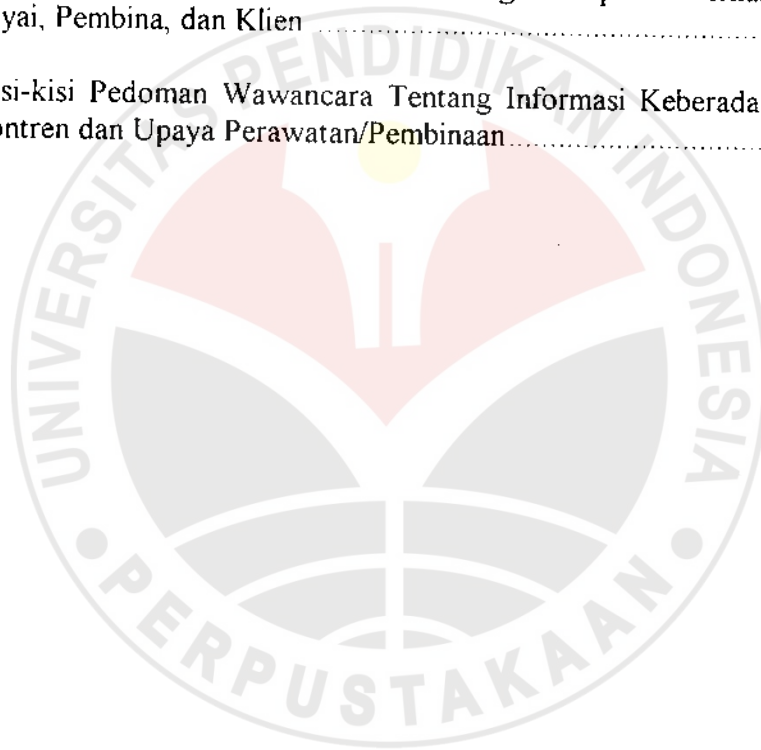 yai, Pembina, dan Klien ........................................
si-kisi Pedoman Wawancara Tentang Informasi Keberada
ntren dan Upaya Perawatan/Pembinaan ........................
UNIVERSITAS PENDIDIKAN INDONESIA
PERPUSTAKAAN